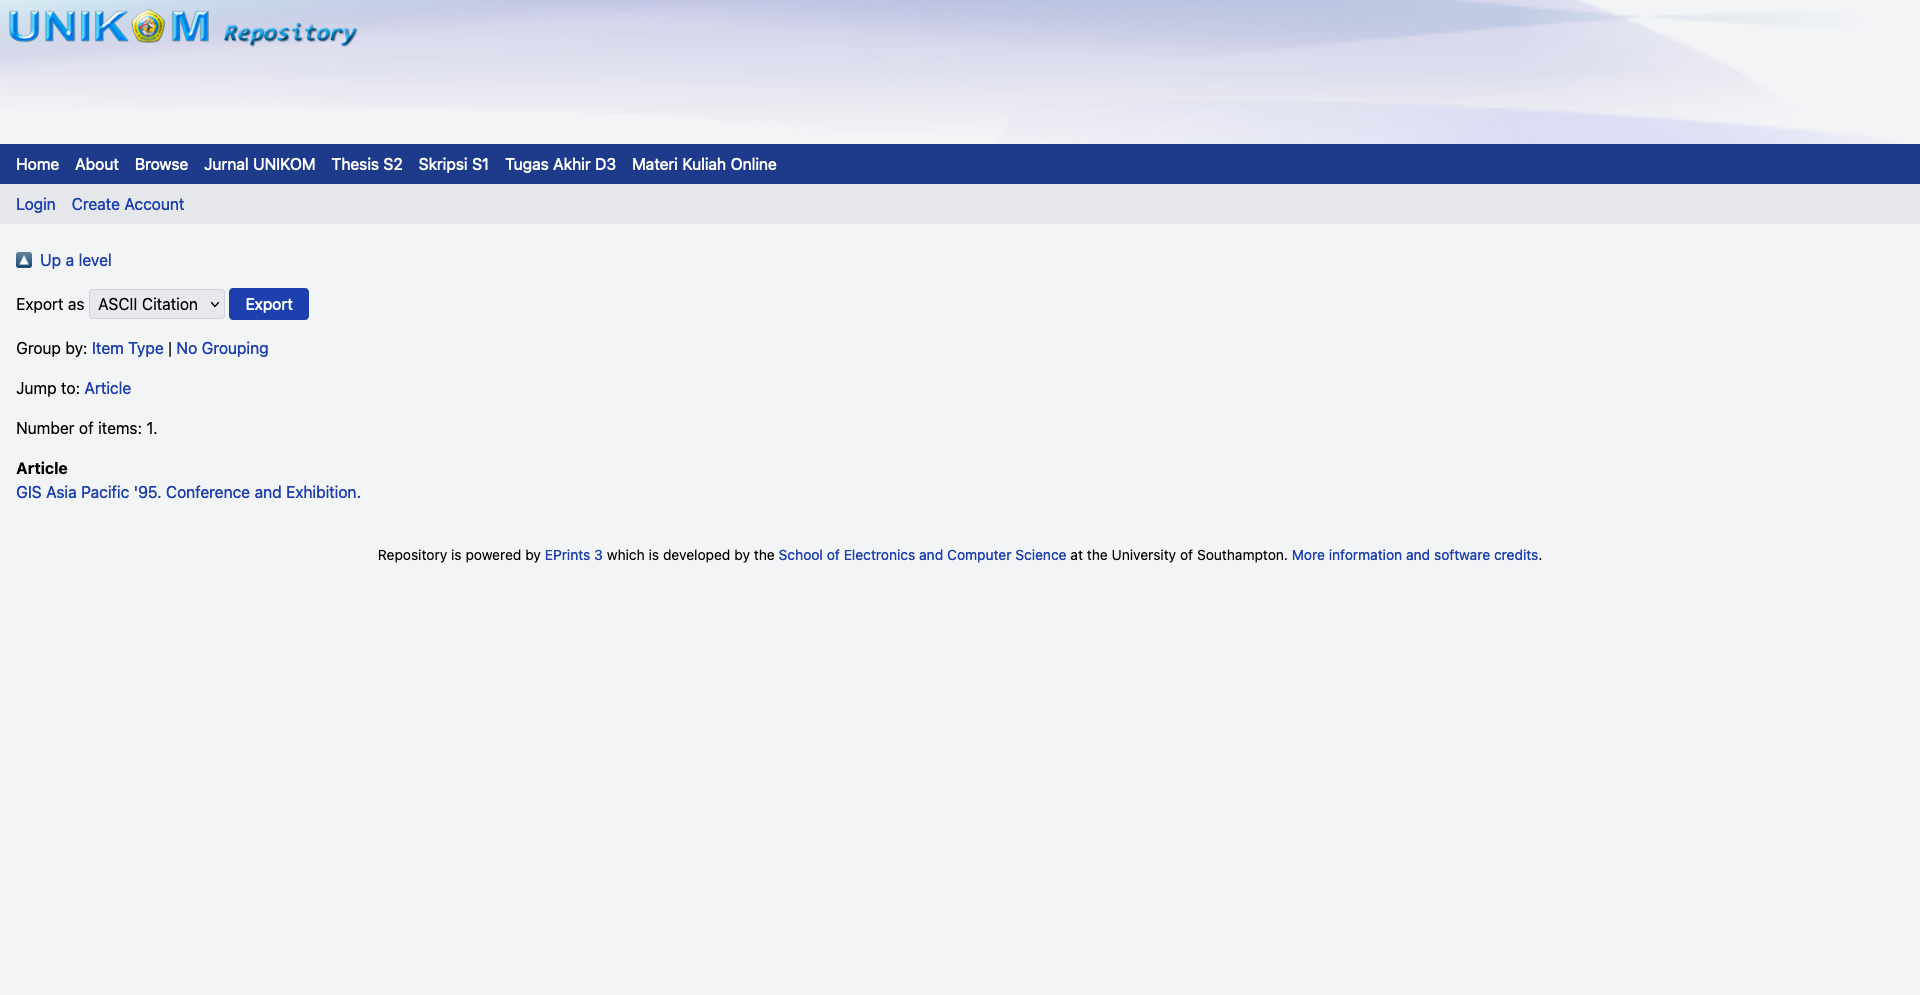 UNIKOM Repository
Home About Browse Jurnal UNIKOM Thesis S2 Skripsi S1 Tugas Akhir D3 Materi Kuliah Online
Login Create Account
Up a level
Export as ASCII Citation Export
Group by: Item Type | No Grouping
Jump to: Article
Number of items: 1.
Article
GIS Asia Pacific '95. Conference and Exhibition.
Repository is powered by EPrints 3 which is developed by the School of Electronics and Computer Science at the University of Southampton. More information and software credits.